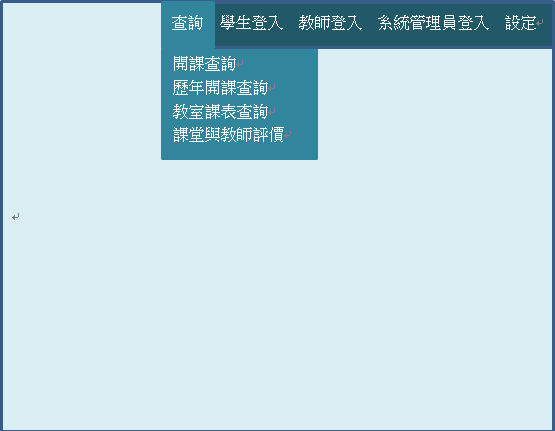 查詢 學生登入 教師登入 系統管理員登入 設定
開課查詢
歷年開課查詢
教室課表查詢
課堂與教師評價